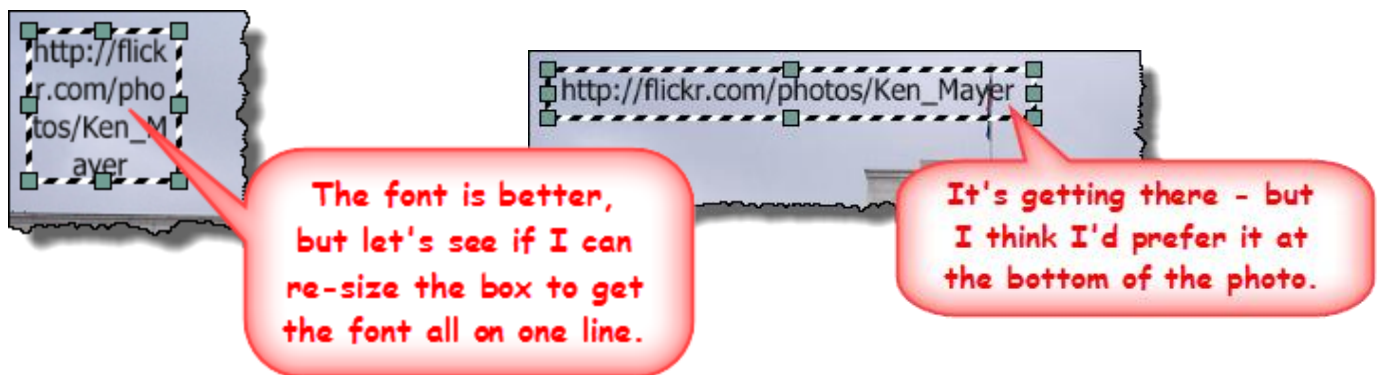 http://flick
r.com/pho
tos/Ken_M
ayer
The font is better,
but let's see if I can
re-size the box to get
the font all on one line.
http://flickr.com/photos/Ken_Mayer
It's getting there - but
I think I'd prefer it at
the bottom of the photo.